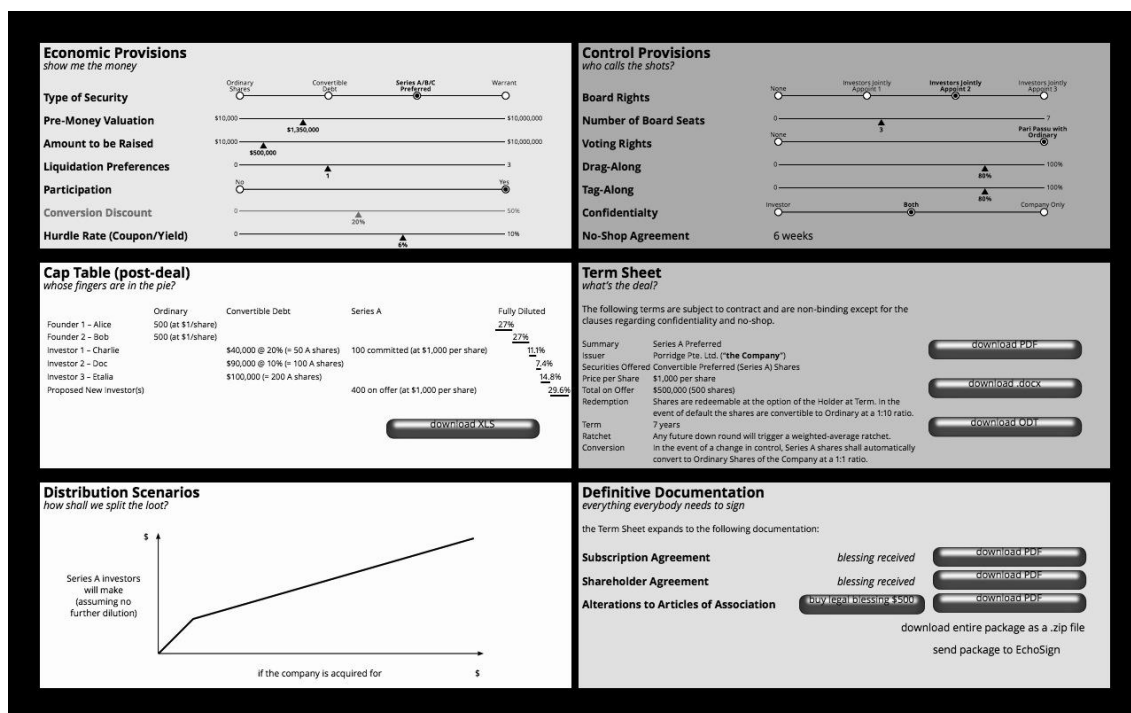 Economic Provisions
show me the money
Type of Security
Ordinary Shares
Convertible Debt
Series A/B/C Preferred
Warrant
Pre-Money Valuation
$10,000
$1,350,000
$10,000,000
Amount to be Raised
$10,000
$500,000
$10,000,000
Liquidation Preferences
0
1
3
Participation
No
Yes
Conversion Discount
0
20%
50%
Hurdle Rate (Coupon/Yield)
0
6%
10%
Control Provisions
who calls the shots?
Board Rights
None
Investors Jointly Appoint 1
Investors Jointly Appoint 2
Investors Jointly Appoint 3
Number of Board Seats
0
3
7
Voting Rights
None
Pari Passu with Ordinary
Drag-Along
0
80%
100%
Tag-Along
0
80%
100%
Confidentialty
Investor
Both
Company Only
No-Shop Agreement
6 weeks
Cap Table (post-deal)
whose fingers are in the pie?
Ordinary Convertible Debt Series A Fully Diluted
Founder 1 – Alice 500 (at $1/share) 27%
Founder 2 – Bob 500 (at $1/share) 27%
Investor 1 – Charlie $40,000 @ 20% (= 50 A shares) 100 committed (at $1,000 per share) 11.1%
Investor 2 – Doc $90,000 @ 10% (= 100 A shares) 7.4%
Investor 3 – Etalia $100,000 (= 200 A shares) 14.8%
Proposed New Investor(s) 400 on offer (at $1,000 per share) 29.6%
download XLS
Term Sheet
what's the deal?
The following terms are subject to contract and are non-binding except for the
clauses regarding confidentiality and no-shop.
Summary Series A Preferred
Issuer Porridge Pte. Ltd. ("the Company")
Securities Offered Convertible Preferred (Series A) Shares
Price per Share $1,000 per share
Total on Offer $500,000 (500 shares)
Redemption Shares are redeemable at the option of the Holder at Term. In the
event of default the shares are convertible to Ordinary at a 1:10 ratio.
Term 7 years
Ratchet Any future down round will trigger a weighted-average ratchet.
Conversion In the event of a change in control, Series A shares shall automatically
convert to Ordinary Shares of the Company at a 1:1 ratio.
download PDF
download .docx
download ODT
Distribution Scenarios
how shall we split the loot?
$
Series A investors
will make
(assuming no
further dilution)
if the company is acquired for $
Definitive Documentation
everything everybody needs to sign
the Term Sheet expands to the following documentation:
Subscription Agreement blessing received download PDF
Shareholder Agreement blessing received download PDF
Alterations to Articles of Association buy legal blessing $500 download PDF
download entire package as a .zip file
send package to EchoSign